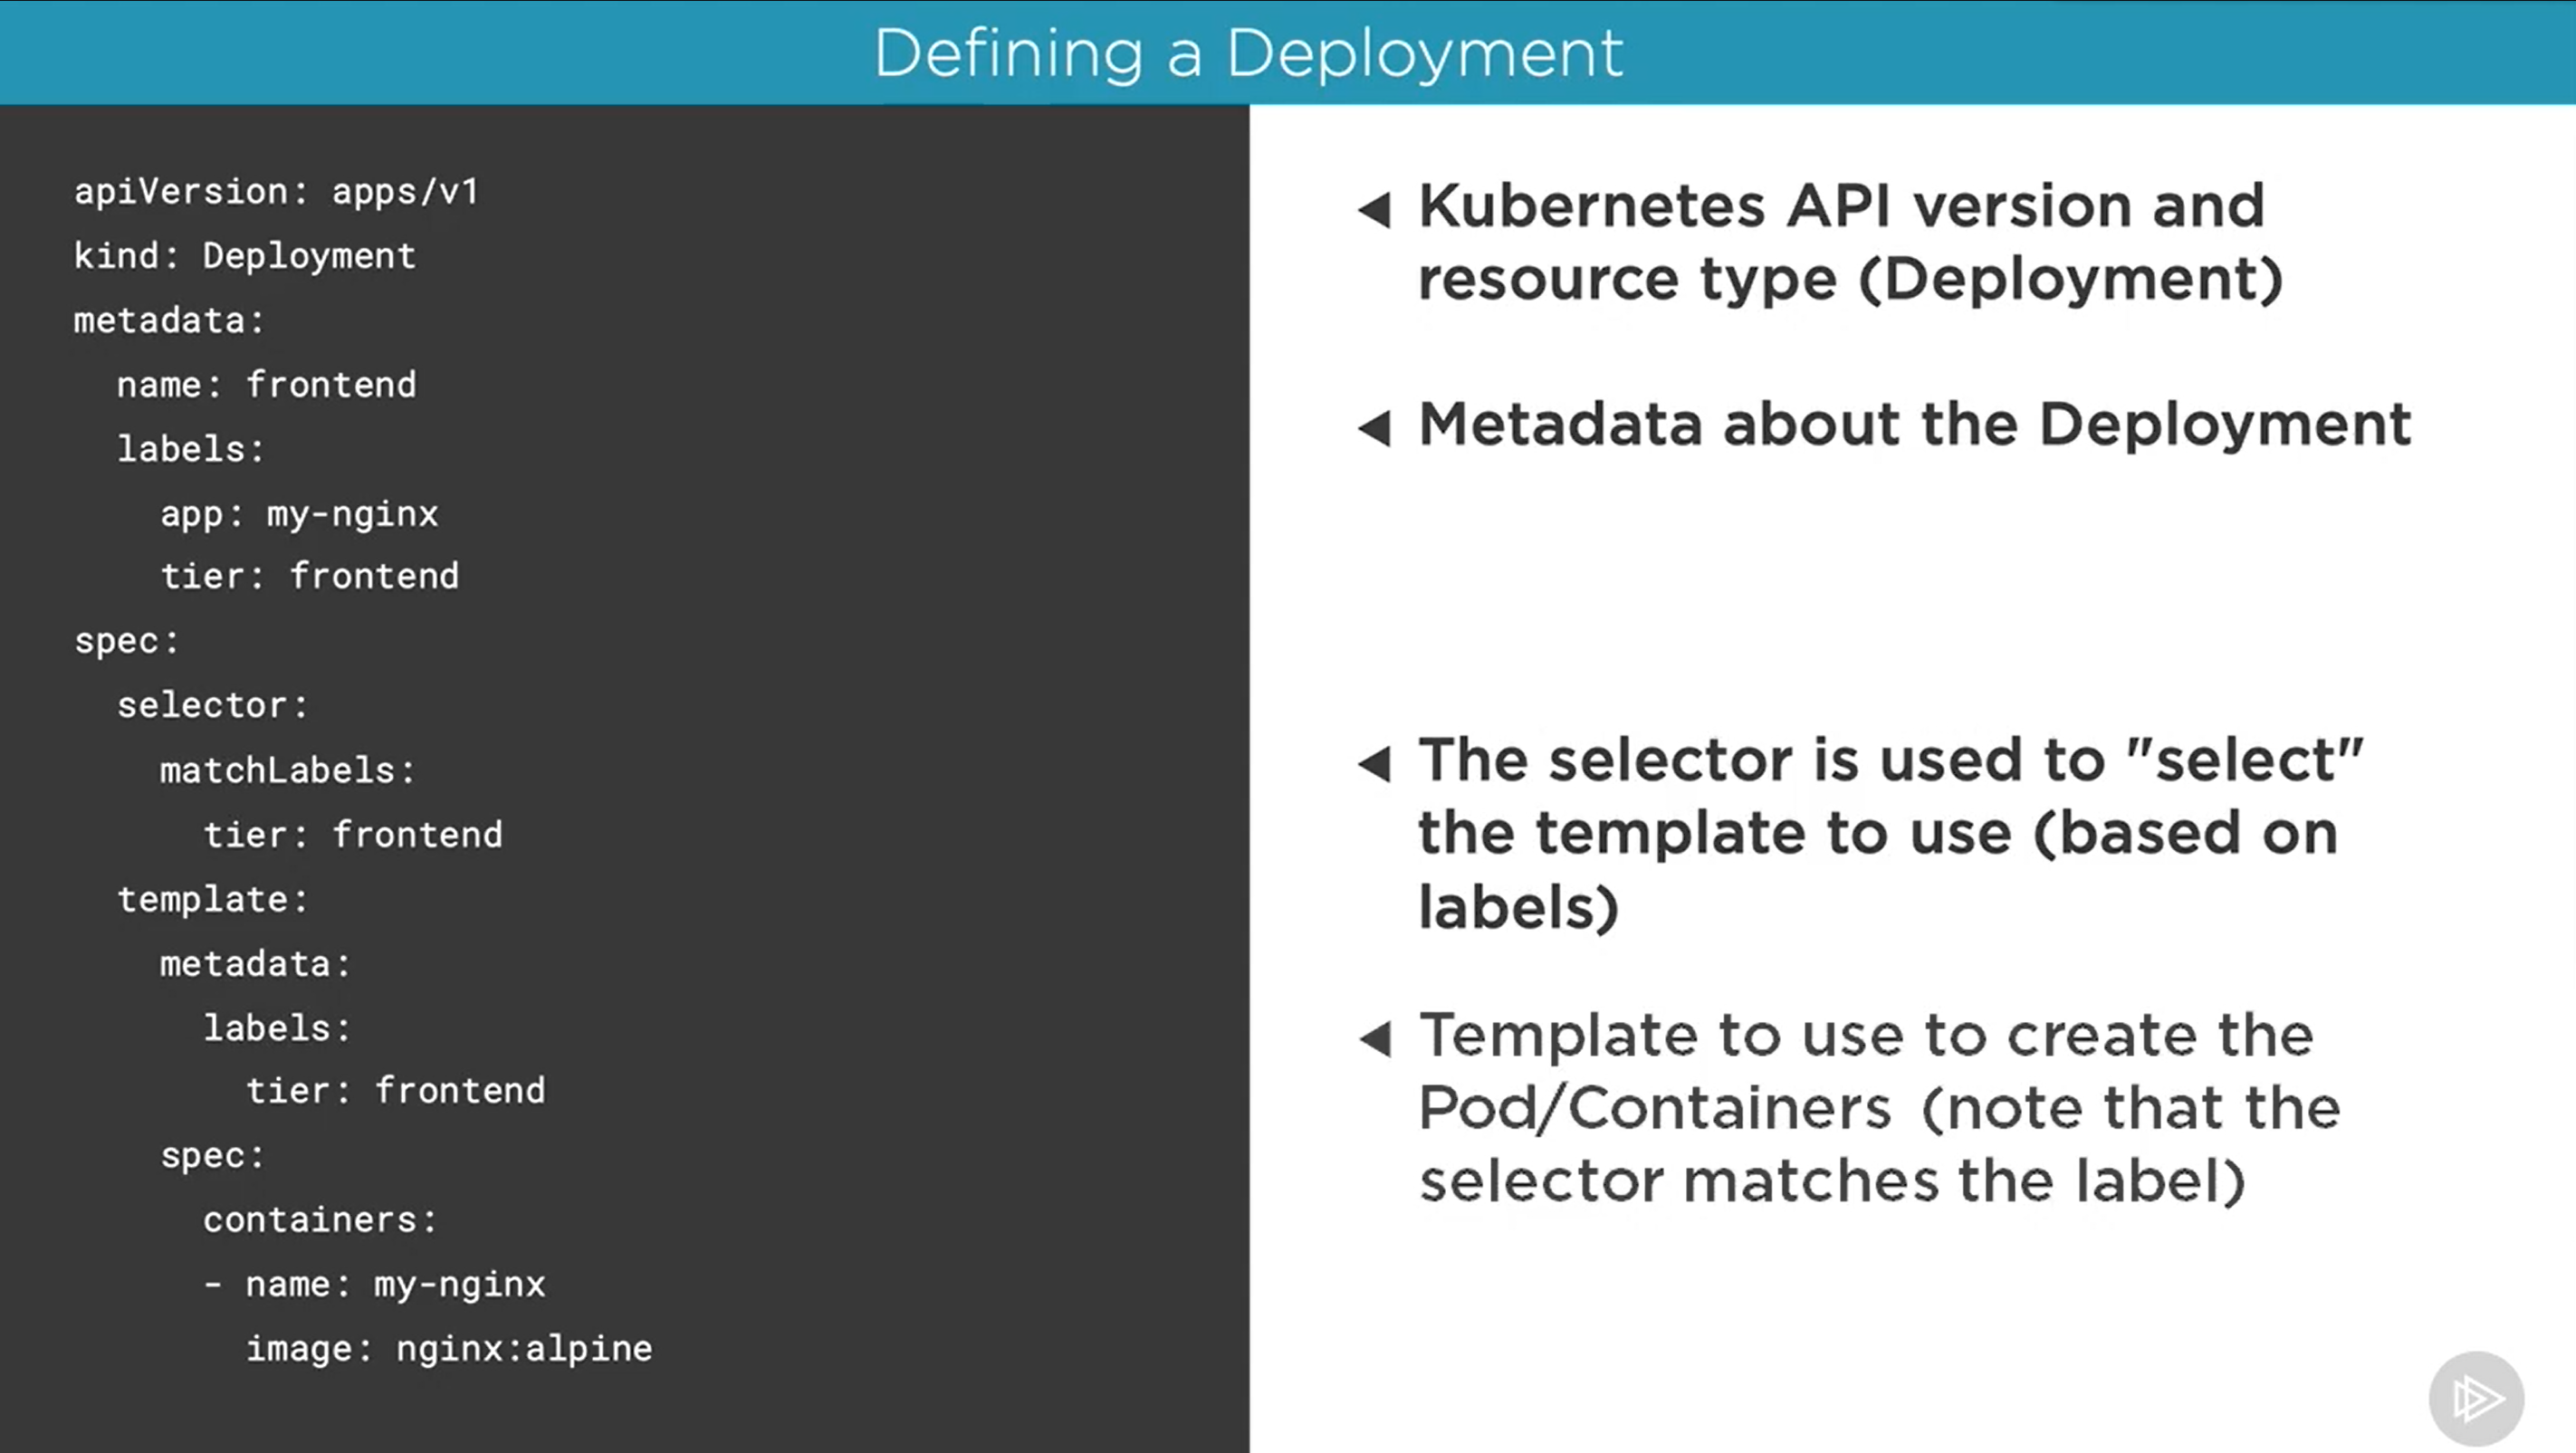 Defining a Deployment
apiVersion: apps/v1
kind: Deployment
metadata:
  name: frontend
  labels:
    app: my-nginx
    tier: frontend
spec:
  selector:
    matchLabels:
      tier: frontend
  template:
    metadata:
      labels:
        tier: frontend
    spec:
      containers:
      - name: my-nginx
        image: nginx:alpine
Kubernetes API version and
resource type (Deployment)
Metadata about the Deployment
The selector is used to "select"
the template to use (based on
labels)
Template to use to create the
Pod/Containers (note that the
selector matches the label)